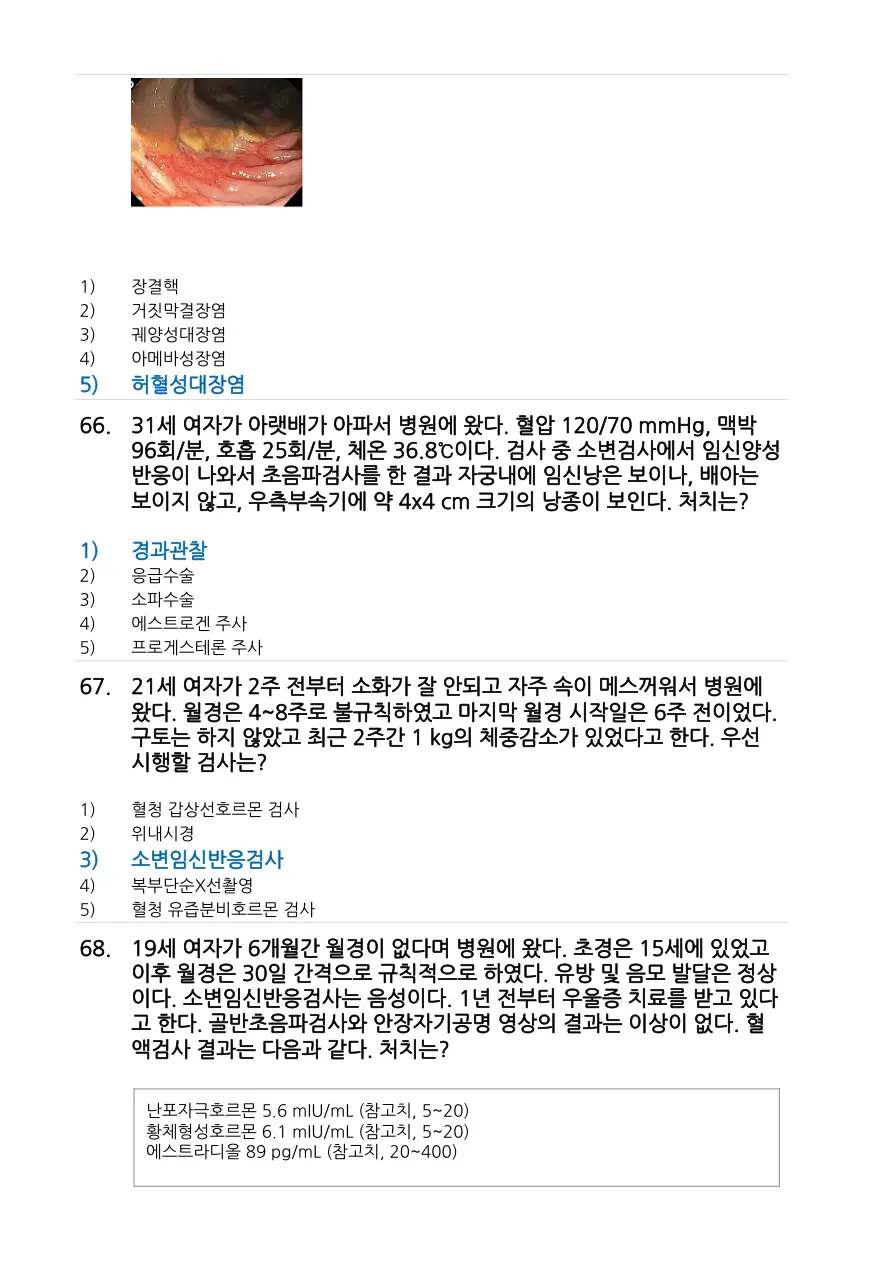 1) 장결핵
2) 거짓막결장염
3) 궤양성대장염
4) 아메바성장염
5) 허혈성대장염
66. 31세 여자가 아랫배가 아파서 병원에 왔다. 혈압 120/70 mmHg, 맥박
96회/분, 호흡 25회/분, 체온 36.8℃이다. 검사 중 소변검사에서 임신양성
반응이 나와서 초음파검사를 한 결과 자궁내에 임신낭은 보이나, 배아는
보이지 않고, 우측부속기에 약 4x4 cm 크기의 낭종이 보인다. 처치는?
1) 경과관찰
2) 응급수술
3) 소파수술
4) 에스트로겐 주사
5) 프로게스테론 주사
67. 21세 여자가 2주 전부터 소화가 잘 안되고 자주 속이 메스꺼워서 병원에
왔다. 월경은 4~8주로 불규칙하였고 마지막 월경 시작일은 6주 전이었다.
구토는 하지 않았고 최근 2주간 1 kg의 체중감소가 있었다고 한다. 우선
시행할 검사는?
1) 혈청 갑상선호르몬 검사
2) 위내시경
3) 소변임신반응검사
4) 복부단순X선촬영
5) 혈청 유즙분비호르몬 검사
68. 19세 여자가 6개월간 월경이 없다며 병원에 왔다. 초경은 15세에 있었고
이후 월경은 30일 간격으로 규칙적으로 하였다. 유방 및 음모 발달은 정상
이다. 소변임신반응검사는 음성이다. 1년 전부터 우울증 치료를 받고 있다
고 한다. 골반초음파검사와 안장자기공명 영상의 결과는 이상이 없다. 혈
액검사 결과는 다음과 같다. 처치는?
난포자극호르몬 5.6 mIU/mL (참고치, 5~20)
황체형성호르몬 6.1 mIU/mL (참고치, 5~20)
에스트라디올 89 pg/mL (참고치, 20~400)